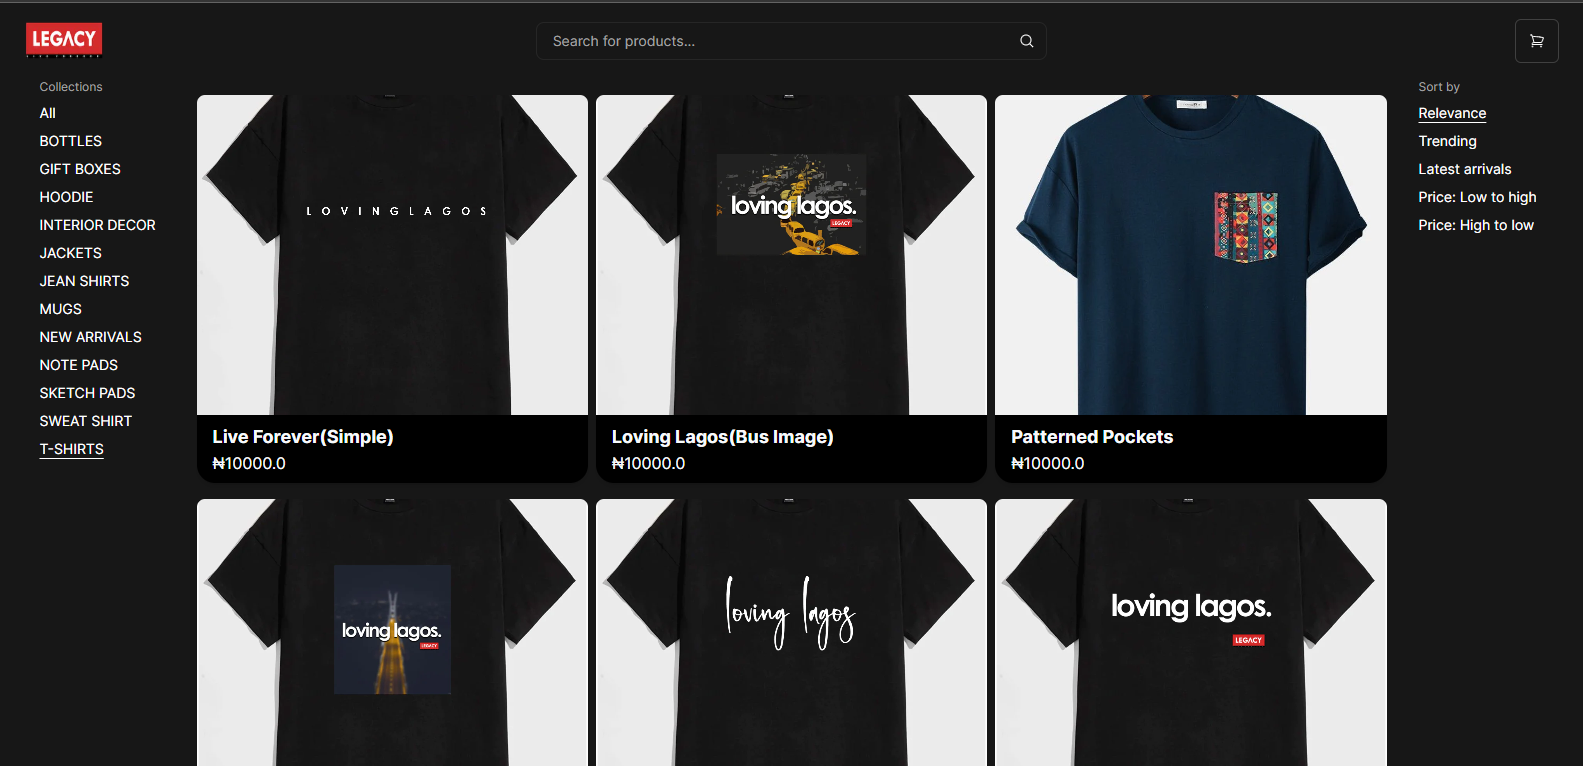 LEGACY
Search for products...
Collections
All
BOTTLES
GIFT BOXES
HOODIE
INTERIOR DECOR
JACKETS
JEAN SHIRTS
MUGS
NEW ARRIVALS
NOTE PADS
SKETCH PADS
SWEAT SHIRT
T-SHIRTS
LOVINGLAGOS
Live Forever(Simple)
₦10000.0
loving lagos.
LEGACY
Loving Lagos(Bus Image)
₦10000.0
Patterned Pockets
₦10000.0
loving lagos.
LEGACY
loving lagos
loving lagos.
LEGACY
Sort by
Relevance
Trending
Latest arrivals
Price: Low to high
Price: High to low